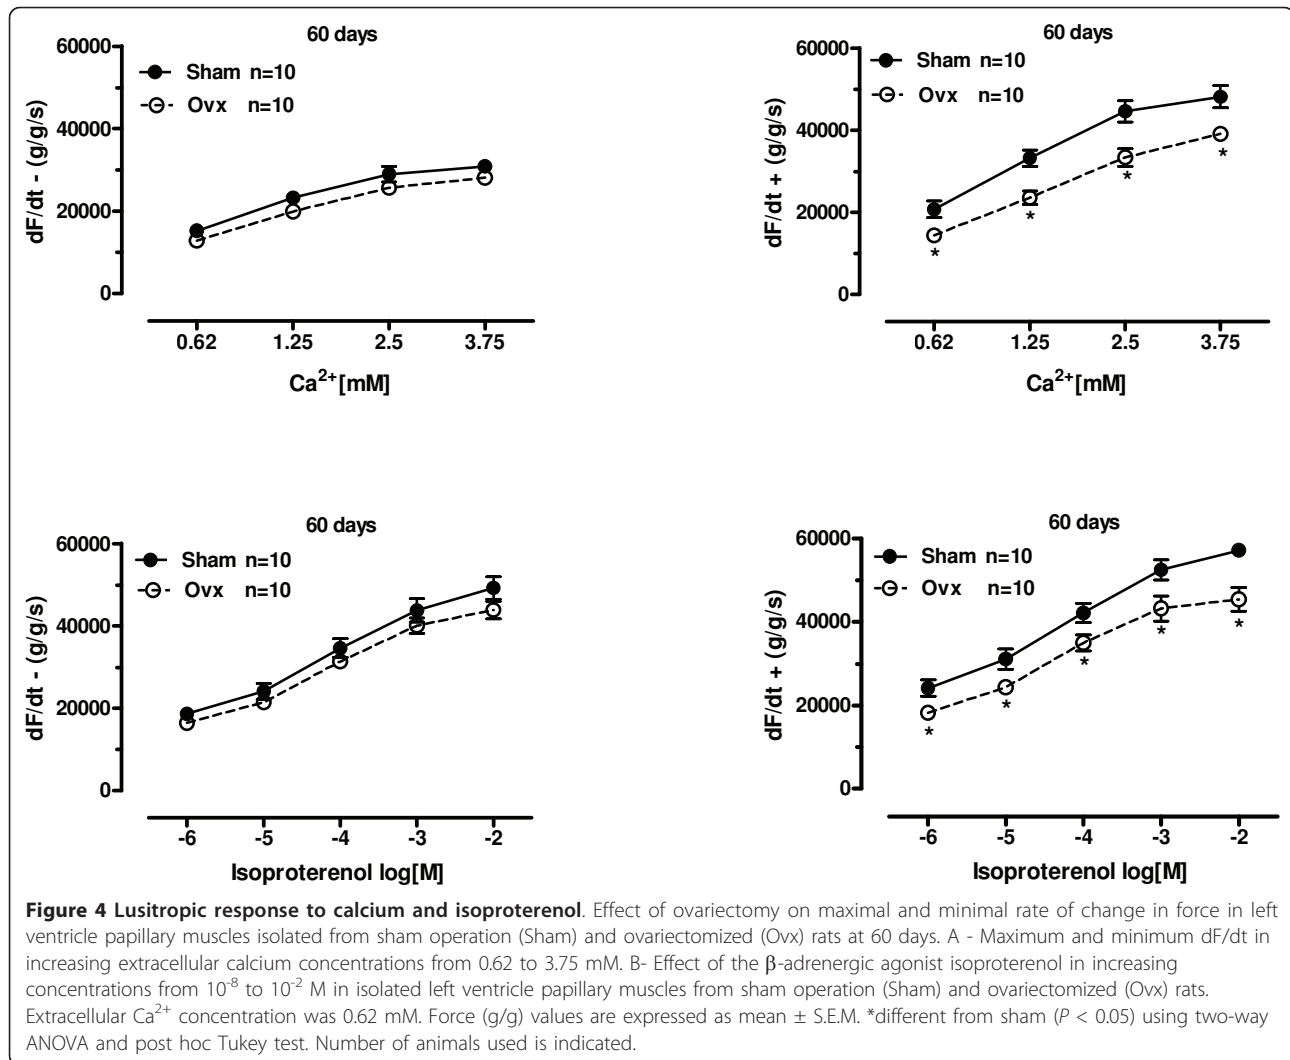 60 days
60000
Sham n=10
Ovx n=10
40000
20000
0
dF/dt - (g/g/s)
0.62 1.25 2.5 3.75
Ca2+[mM]
60 days
60000
Sham n=10
Ovx n=10
40000
20000
0
dF/dt + (g/g/s)
* * * *
0.62 1.25 2.5 3.75
Ca2+[mM]
60 days
60000
Sham n=10
Ovx n=10
40000
20000
0
dF/dt - (g/g/s)
-6 -5 -4 -3 -2
Isoproterenol log[M]
60 days
60000
Sham n=10
Ovx n=10
40000
20000
0
dF/dt + (g/g/s)
* * * * *
-6 -5 -4 -3 -2
Isoproterenol log[M]
Figure 4 Lusitropic response to calcium and isoproterenol. Effect of ovariectomy on maximal and minimal rate of change in force in left
ventricle papillary muscles isolated from sham operation (Sham) and ovariectomized (Ovx) rats at 60 days. A - Maximum and minimum dF/dt in
increasing extracellular calcium concentrations from 0.62 to 3.75 mM. B- Effect of the β-adrenergic agonist isoproterenol in increasing
concentrations from 10-8 to 10-2 M in isolated left ventricle papillary muscles from sham operation (Sham) and ovariectomized (Ovx) rats.
Extracellular Ca2+ concentration was 0.62 mM. Force (g/g) values are expressed as mean ± S.E.M. *different from sham (P < 0.05) using two-way
ANOVA and post hoc Tukey test. Number of animals used is indicated.